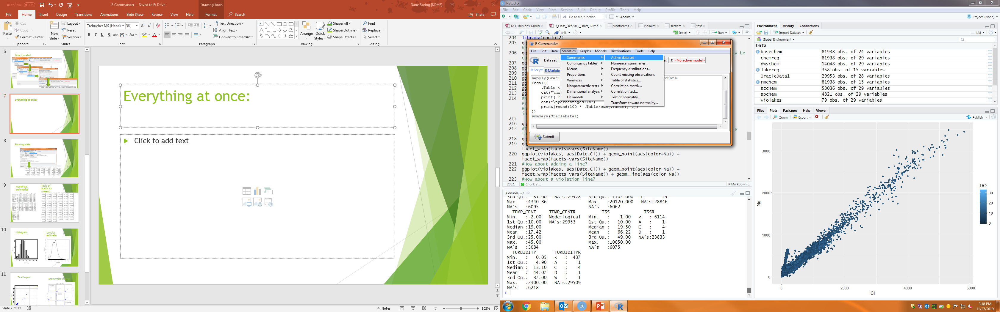 AutoSave Off
R Commander - Saved to R: Drive
Drawing Tools
Dane Boring [KDHE]
File Home Insert Design Transitions Animations Slide Show Review View Help Format Search
Share
Paste
Cut
Copy
Format Painter
Clipboard
New
Slide
Layout
Reset
Section
Slides
Trebuchet MS (Headi 36
Font
Text Direction
Align Text
Convert to SmartArt
Paragraph
Arrange
Quick
Styles
Shape Fill
Shape Outline
Shape Effects
Drawing
Find
Replace
Select
Editing
6
Give it a whirl
7
Everything at once:
8
Running stats
9
Numerical
Summaries
Table of
Statistics
(means)
10
Histogram
Density
estimate
11
Scatterplot
Scatterplot matrix
Everything at once:
Click to add text
Slide 7 of 12
Notes
103%
RStudio
File Edit Code View Plots Session Build Debug Profile Tools Help
Go to file/function
Addins
Project: (None)
DO Limnions 1.Rmd
R_Class_Dec2019_Draft_1.Rmd
viostreams
violakes
scchem
test
Knit
Insert
Run
204 library(ggplot2)
205
206
207
208
209
210
211
212
213
214
215
216
217
218
219
facet_wrap(facets=vars(SiteName))
220 ggplot(violakes, aes(Date,Cl)) + geom_point(aes(color=Na)) +
facet_wrap(facets=vars(SiteName))
221 #How about adding a line?
222 ggplot(violakes, aes(Date,Cl)) + geom_point(aes(color=Na)) +
facet_wrap(facets=vars(SiteName)) + geom_line(aes(color=Na))
223 #How about a violation line?
208:1 Chunk 2
R Markdown
R Commander
File Edit Data Statistics Graphs Models Distributions Tools Help
Data set:
Σ <No active model>
R Script R Markdo
Summaries
Contingency tables
Means
Proportions
Variances
Nonparametric tests
Dimensional analysis
Fit models
Active data set
Numerical summaries...
Frequency distributions...
Count missing observations
Table of statistics...
Correlation matrix...
Correlation test...
Test of normality...
Transform toward normality...
sapply(Oracl
local({
.Table <
cat("\nc
print(.T
cat("\npercentages:\n")
print(round(100 * .Table/sum(.Table), 2))
})
summary(OracleData1)
Submit
Console ~/
3rd Qu.: 81.00 NA's:29428 3rd Qu.: 1107.000 E : 24
Max. :4340.86 Max. :20120.000 NA's:28846
NA's :6095 NA's :6062
TEMP_CENT TEMP_CENTR TSS TSSR
Min. :-2.00 Mode:logical Min. : 1.00 < : 6114
1st Qu.:10.00 NA's:29953 1st Qu.: 10.00 A : 1
Median :19.00 Median : 19.50 C : 4
Mean :17.42 Mean : 66.22 D : 1
3rd Qu.:25.00 3rd Qu.: 49.00 NA's:23833
Max. :45.00 Max. :10050.00
NA's :3084 NA's :6075
TURBIDITY TURBIDITYR
Min. : 0.05 < : 437
1st Qu.: 4.90 A : 1
Median : 13.10 C : 4
Mean : 44.07 D : 1
3rd Qu.: 37.00 W : 1
Max. :2300.00 NA's:29509
NA's :6218
>
Environment History Connections
Import Dataset
List
Global Environment
Data
basechem 81938 obs. of 24 variables
chemreg 81938 obs. of 29 variables
dwschem 14048 obs. of 29 variables
lakereg 358 obs. of 15 variables
OracleData1 29953 obs. of 28 variables
rmchem 81938 obs. of 15 variables
scchem 53036 obs. of 29 variables
spchem 4821 obs. of 29 variables
violakes 79 obs. of 29 variables
Files Plots Packages Help Viewer
Zoom Export Publish
Na
3000
2000
1000
0
0 2000 4000 6000
Cl
DO
30
20
10
0
3:18 PM
11/27/2019